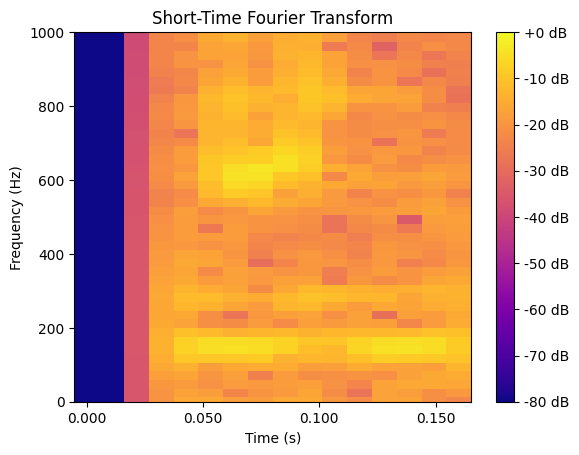 Short-Time Fourier Transform
Frequency (Hz)
1000
800
600
400
200
0
0.000
0.050
0.100
0.150
Time (s)
+0 dB
-10 dB
-20 dB
-30 dB
-40 dB
-50 dB
-60 dB
-70 dB
-80 dB